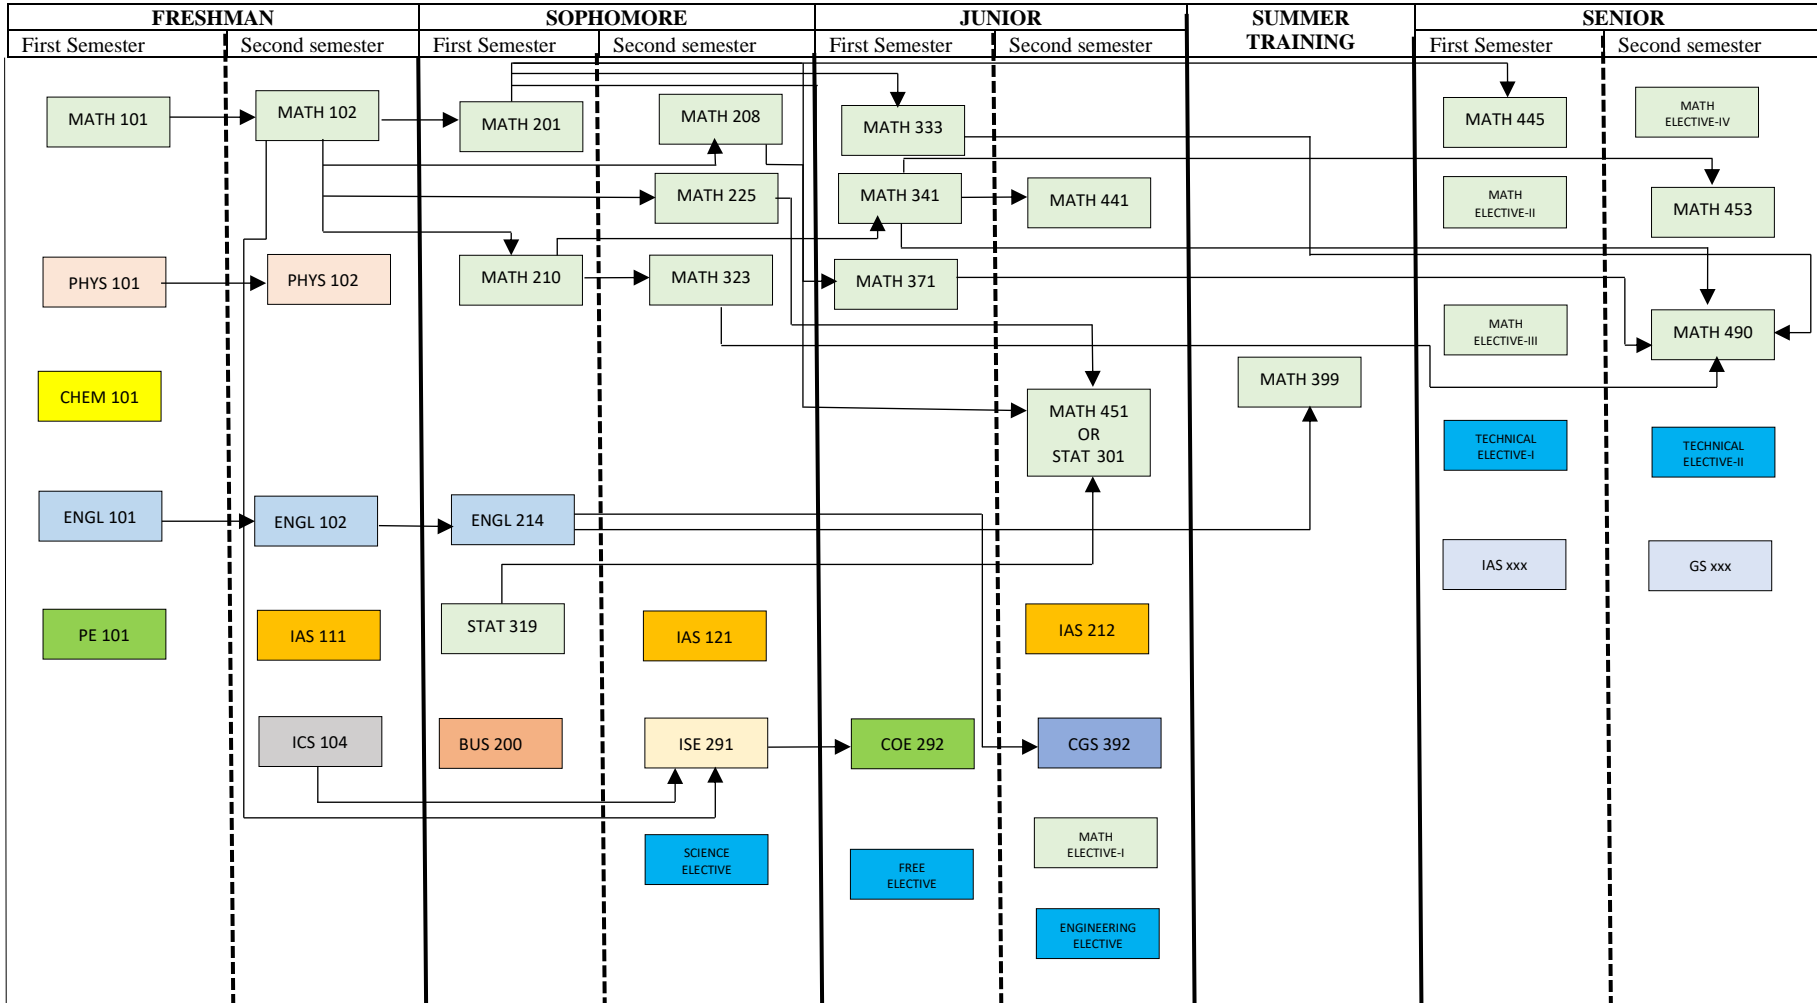 FRESHMAN
SOPHOMORE
JUNIOR
SUMMER
TRAINING
SENIOR
First Semester
Second semester
First Semester
Second semester
First Semester
Second semester
First Semester
Second semester
MATH 101
MATH 102
MATH 201
MATH 208
MATH 333
MATH 445
MATH
ELECTIVE-IV
MATH 225
MATH 341
MATH 441
MATH
ELECTIVE-II
MATH 453
PHYS 101
PHYS 102
MATH 210
MATH 323
MATH 371
MATH
ELECTIVE-III
MATH 490
CHEM 101
MATH 451
OR
STAT 301
MATH 399
TECHNICAL
ELECTIVE-I
TECHNICAL
ELECTIVE-II
ENGL 101
ENGL 102
ENGL 214
IAS xxx
GS xxx
PE 101
IAS 111
STAT 319
IAS 121
IAS 212
ICS 104
BUS 200
ISE 291
COE 292
CGS 392
SCIENCE
ELECTIVE
FREE
ELECTIVE
MATH
ELECTIVE-I
ENGINEERING
ELECTIVE